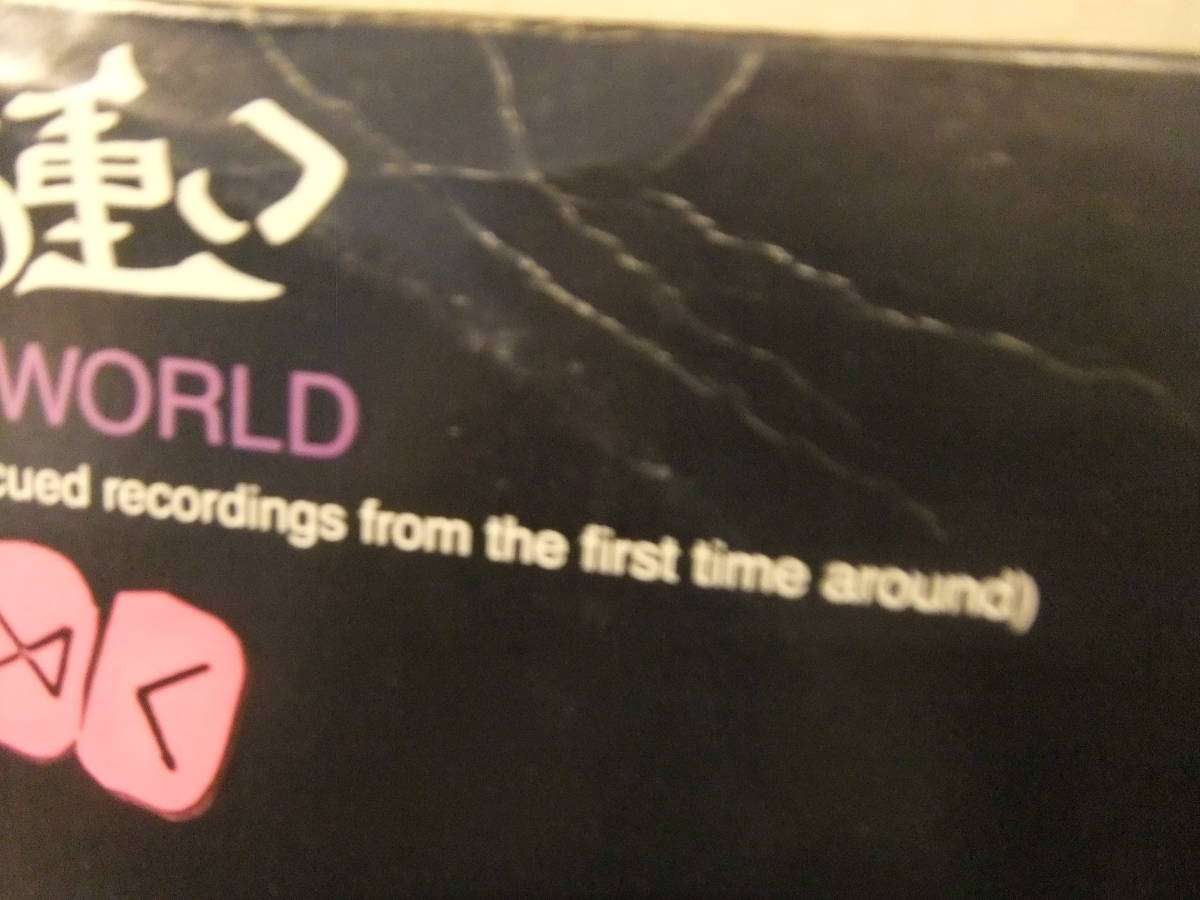 WORLD
cued recordings from the first time around)